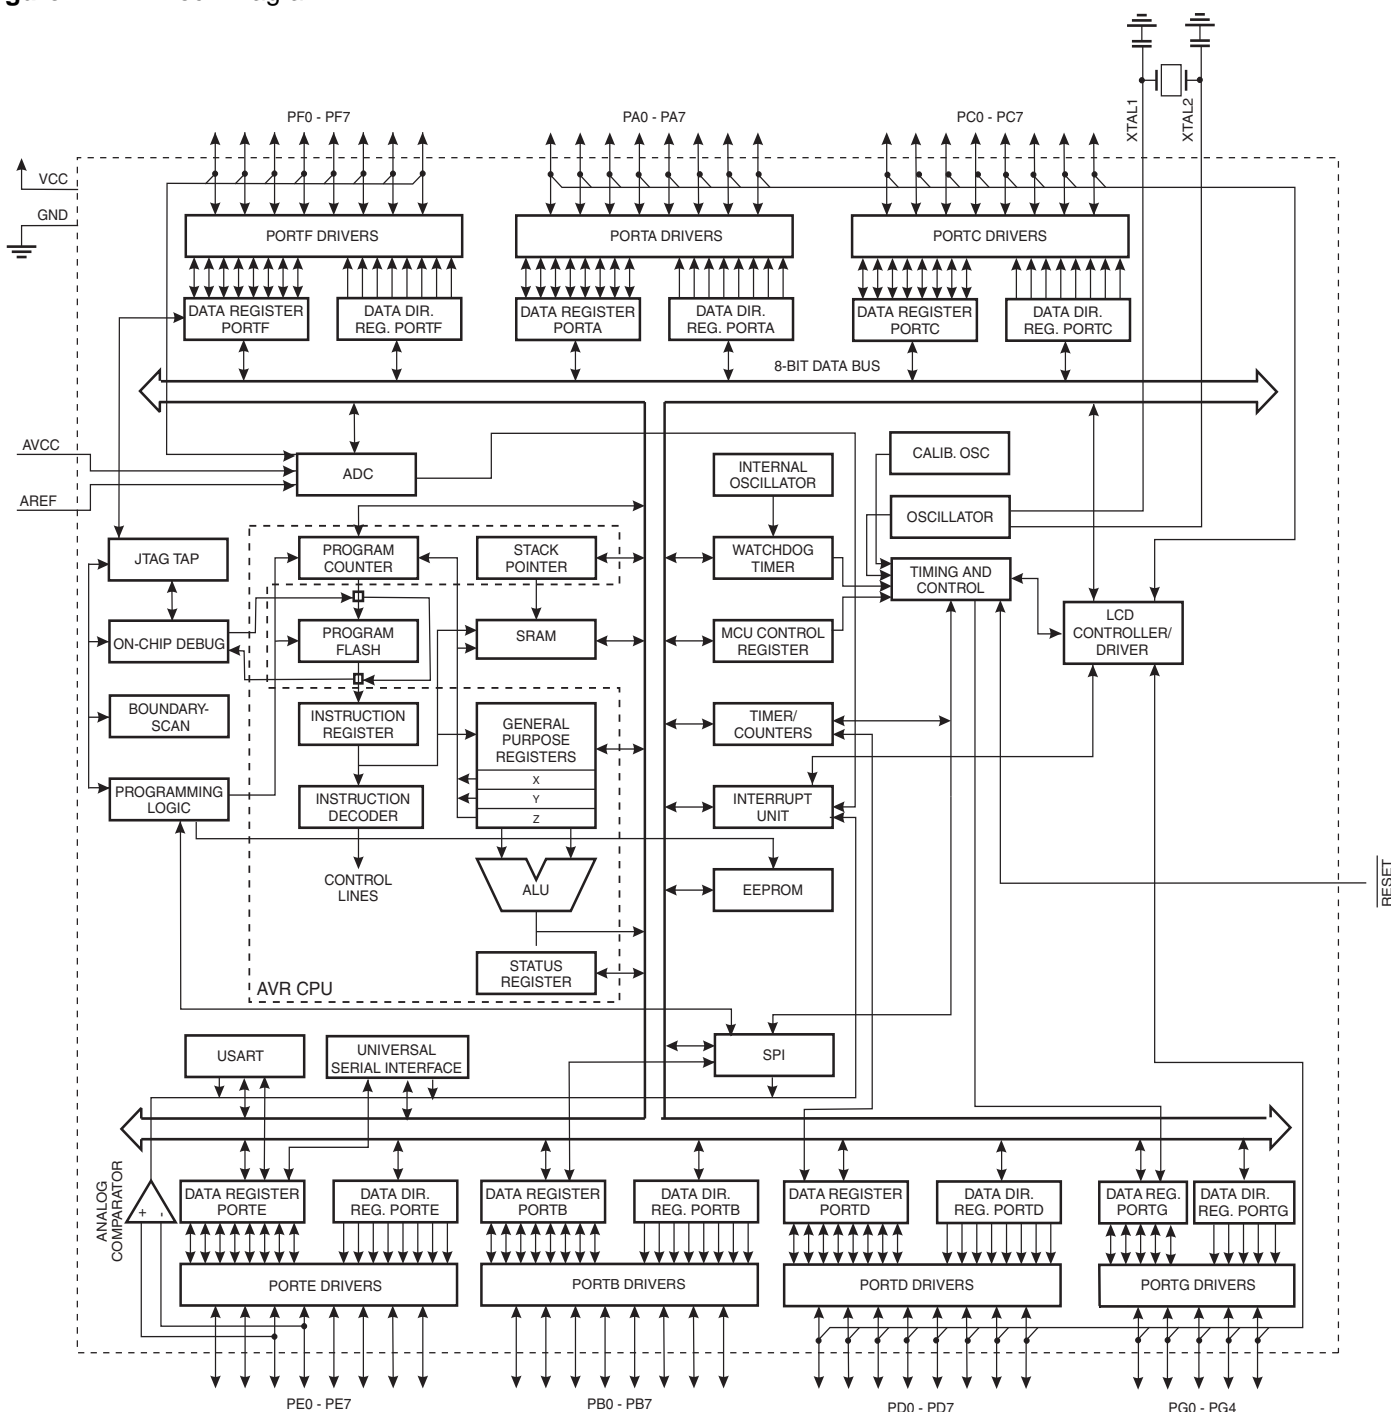 XTAL1
XTAL2
PF0 - PF7
PA0 - PA7
PC0 - PC7
VCC
GND
PORTF DRIVERS
PORTA DRIVERS
PORTC DRIVERS
DATA REGISTER
PORTF
DATA DIR.
REG. PORTF
DATA REGISTER
PORTA
DATA DIR.
REG. PORTA
DATA REGISTER
PORTC
DATA DIR.
REG. PORTC
8-BIT DATA BUS
AVCC
AREF
ADC
INTERNAL
OSCILLATOR
CALIB. OSC
OSCILLATOR
JTAG TAP
PROGRAM
COUNTER
STACK
POINTER
WATCHDOG
TIMER
TIMING AND
CONTROL
LCD
CONTROLLER/
DRIVER
ON-CHIP DEBUG
PROGRAM
FLASH
SRAM
MCU CONTROL
REGISTER
BOUNDARY-
SCAN
INSTRUCTION
REGISTER
GENERAL
PURPOSE
REGISTERS
X
Y
Z
TIMER/
COUNTERS
PROGRAMMING
LOGIC
INSTRUCTION
DECODER
INTERRUPT
UNIT
CONTROL
LINES
ALU
EEPROM
RESET
STATUS
REGISTER
AVR CPU
USART
UNIVERSAL
SERIAL INTERFACE
SPI
ANALOG
COMPARATOR
+ -
DATA REGISTER
PORTE
DATA DIR.
REG. PORTE
DATA REGISTER
PORTB
DATA DIR.
REG. PORTB
DATA REGISTER
PORTD
DATA DIR.
REG. PORTD
DATA REG.
PORTG
DATA DIR.
REG. PORTG
PORTE DRIVERS
PORTB DRIVERS
PORTD DRIVERS
PORTG DRIVERS
PE0 - PE7
PB0 - PB7
PD0 - PD7
PG0 - PG4